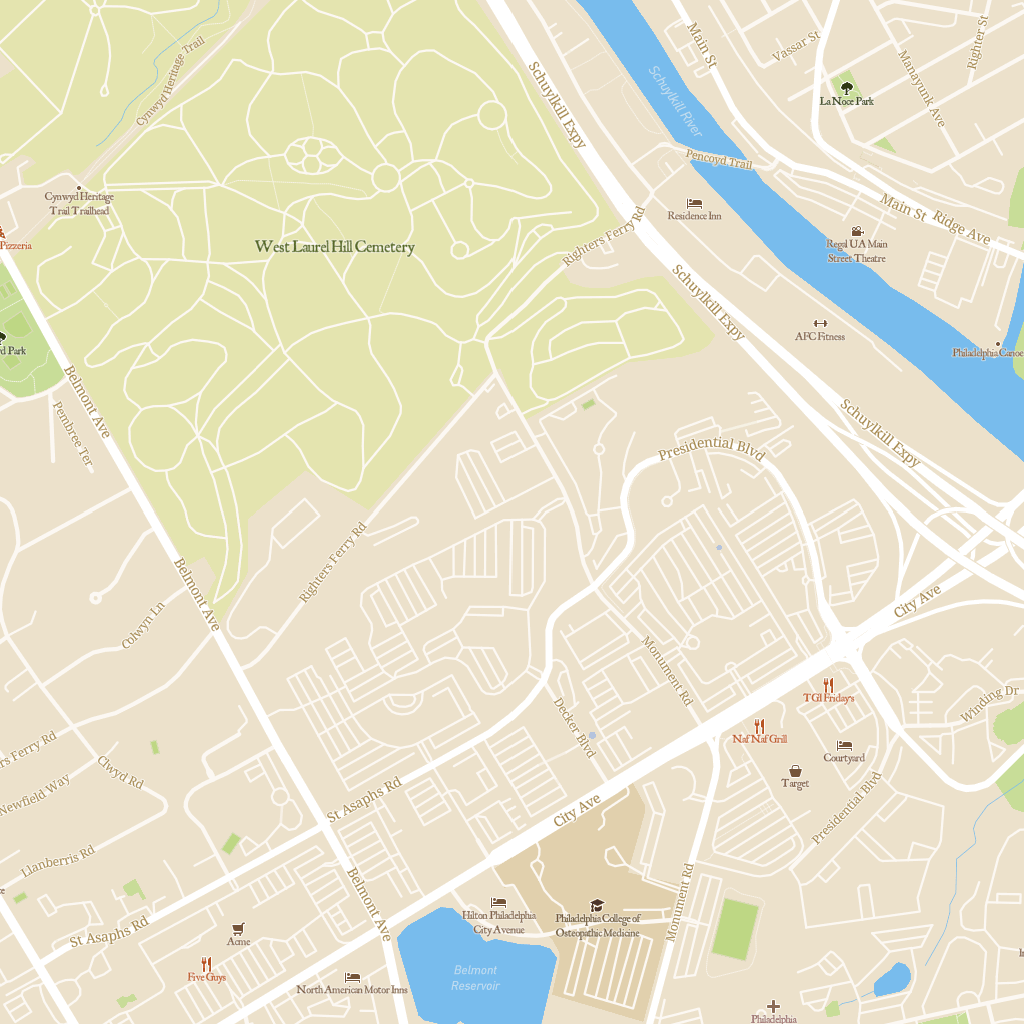 Main St
Vassar St
Righter St
Manayunk Ave
Cynwyd Heritage Trail
Schuylkill Expy
Schuylkill River
La Noce Park
Pencoyd Trail
Cynwyd Heritage
Trail Trailhead
Residence Inn
Main St
Ridge Ave
Righters Ferry Rd
Pizzeria
West Laurel Hill Cemetery
Regal UA Main
Street Theatre
Schuylkill Expy
AFC Fitness
d Park
Philadelphia Canoe
Belmont Ave
Pembree Ter
Schuylkill Expy
Presidential Blvd
Righters Ferry Rd
Belmont Ave
Colwyn Ln
City Ave
Monument Rd
TGI Friday's
Winding Dr
Decker Blvd
Naf Naf Grill
Courtyard
rs Ferry Rd
Clwyd Rd
Target
Newfield Way
St Asaphs Rd
City Ave
Presidential Blvd
Llanberris Rd
Belmont Ave
Monument Rd
Hilton Philadelphia
City Avenue
Philadelphia College of
Osteopathic Medicine
St Asaphs Rd
Acme
Five Guys
North American Motor Inns
Belmont
Reservoir
Philadelphia